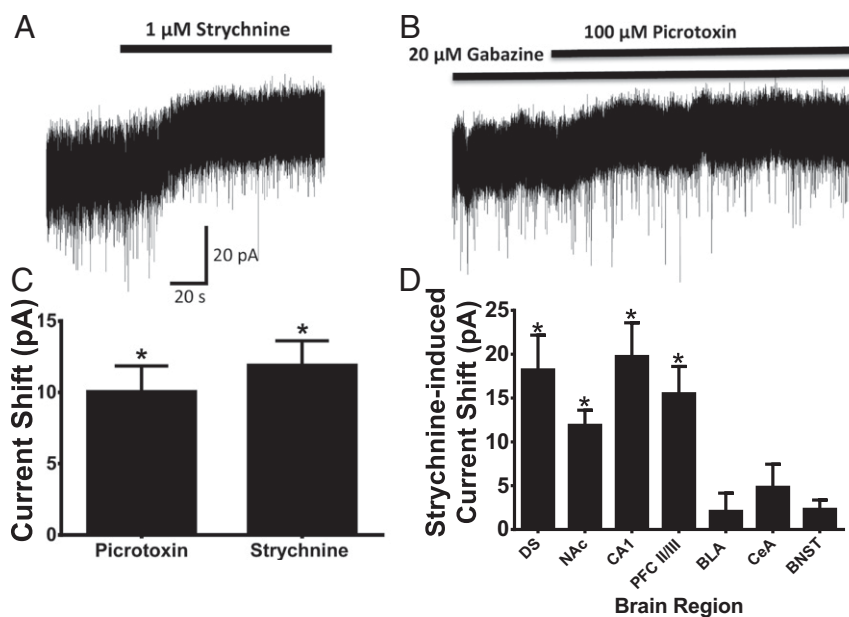 A
1 µM Strychnine
20 pA
20 s
B
100 µM Picrotoxin
20 µM Gabazine
C
Current Shift (pA)
15
10
5
0
*
*
Picrotoxin
Strychnine
D
Strychnine-induced
Current Shift (pA)
25
20
15
10
5
0
*
*
*
*
DS
NAc
CA1
PFC II/III
BLA
CeA
BNST
Brain Region